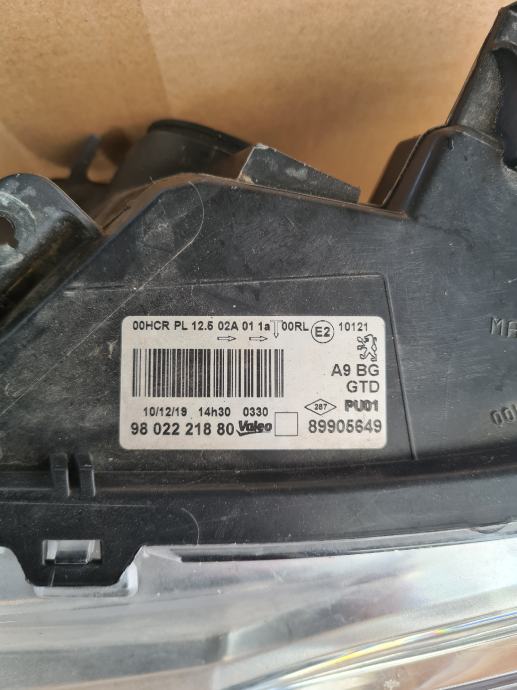 00HCR PL 12.5 02A 01 1a 00RL E2 10121
A9 BG
GTD
10/12/19 14h30 0330 287 PU01
98 022 218 80 Valeo 89905649